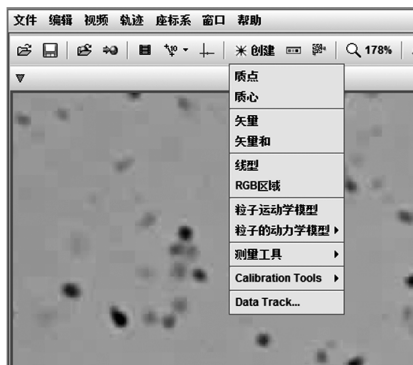 文件 编辑 视频 轨迹 座标系 窗口 帮助
创建 178%
质点
质心
矢量
矢量和
线型
RGB区域
粒子运动学模型
粒子的动力学模型
测量工具
Calibration Tools
Data Track...